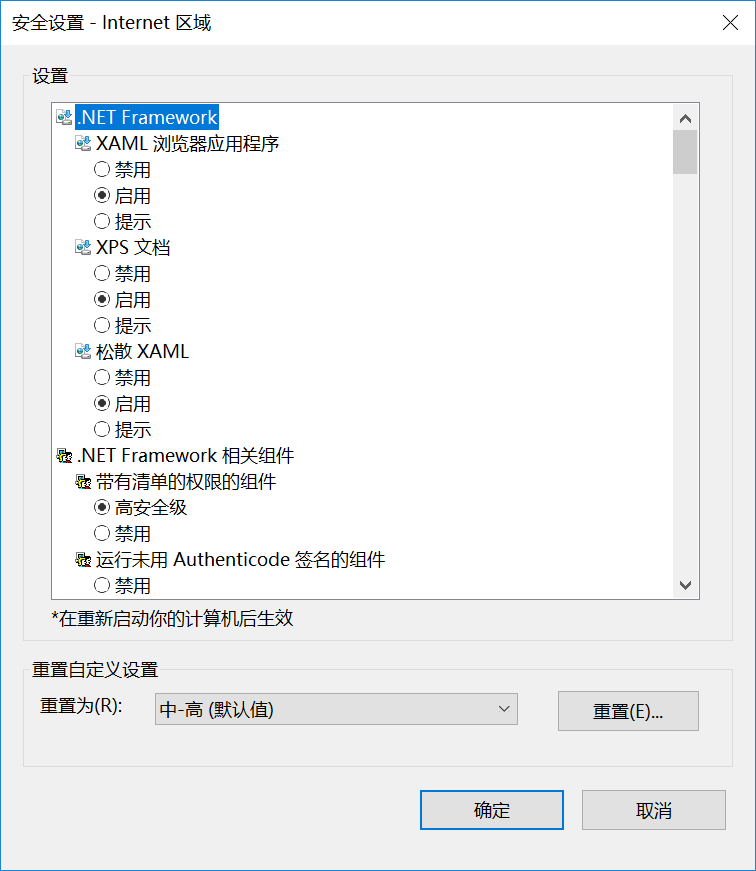 安全设置 - Internet 区域
设置
.NET Framework
XAML 浏览器应用程序
禁用
启用
提示
XPS 文档
禁用
启用
提示
松散 XAML
禁用
启用
提示
.NET Framework 相关组件
带有清单的权限的组件
高安全级
禁用
运行未用 Authenticode 签名的组件
禁用
*在重新启动你的计算机后生效
重置自定义设置
重置为(R): 中-高 (默认值) 重置(E)...
确定 取消